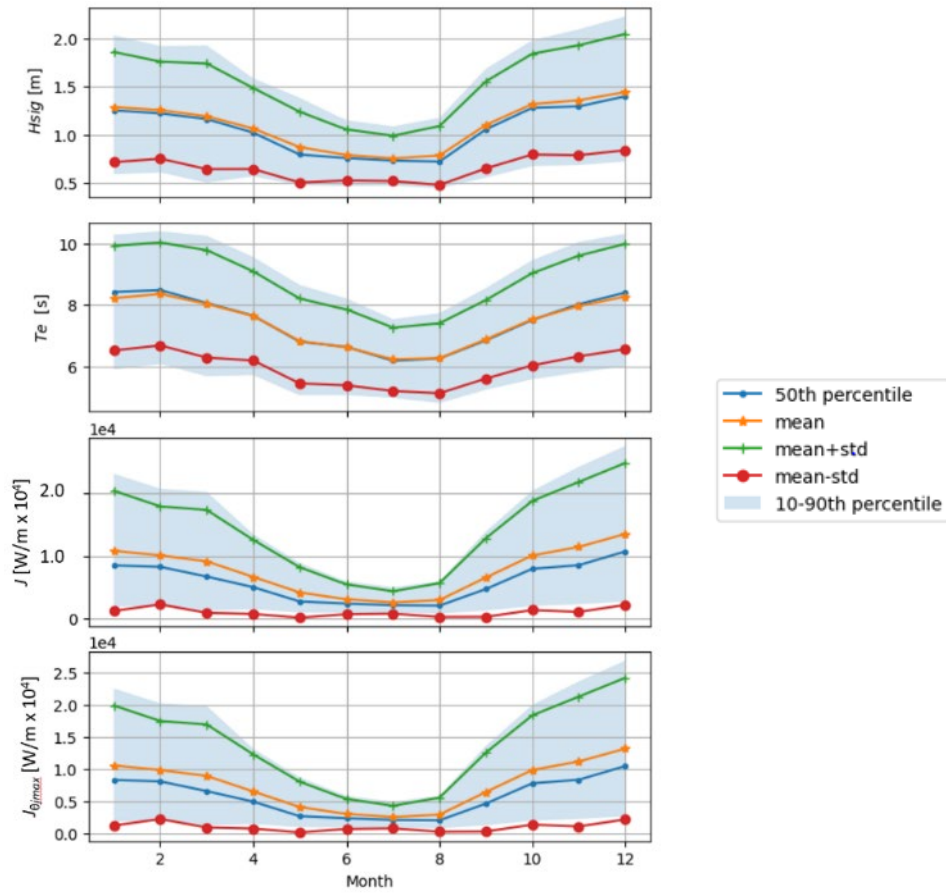 2.0
1.5
1.0
0.5
Hsig [m]
10
8
6
Te [s]
1e4
2.0
1.0
0
J [W/m x 10⁴]
1e4
2.5
2.0
1.5
1.0
0.5
0.0
J_θjmax [W/m x 10⁴]
2 4 6 8 10 12
Month
50th percentile
mean
mean+std
mean-std
10-90th percentile